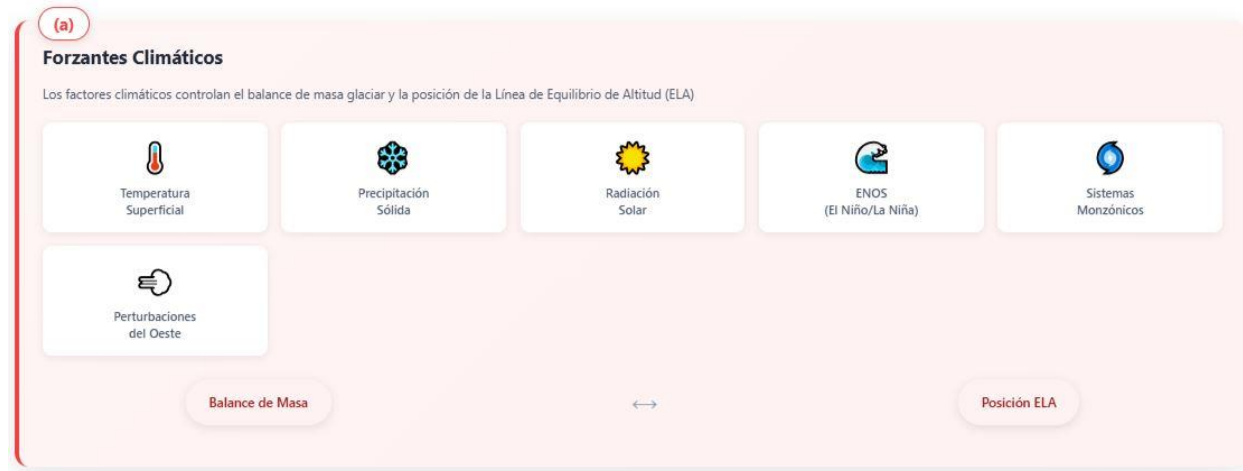 (a)
Forzantes Climáticos
Los factores climáticos controlan el balance de masa glaciar y la posición de la Línea de Equilibrio de Altitud (ELA)
Temperatura
Superficial
Precipitación
Sólida
Radiación
Solar
ENOS
(El Niño/La Niña)
Sistemas
Monzónicos
Perturbaciones
del Oeste
Balance de Masa
Posición ELA